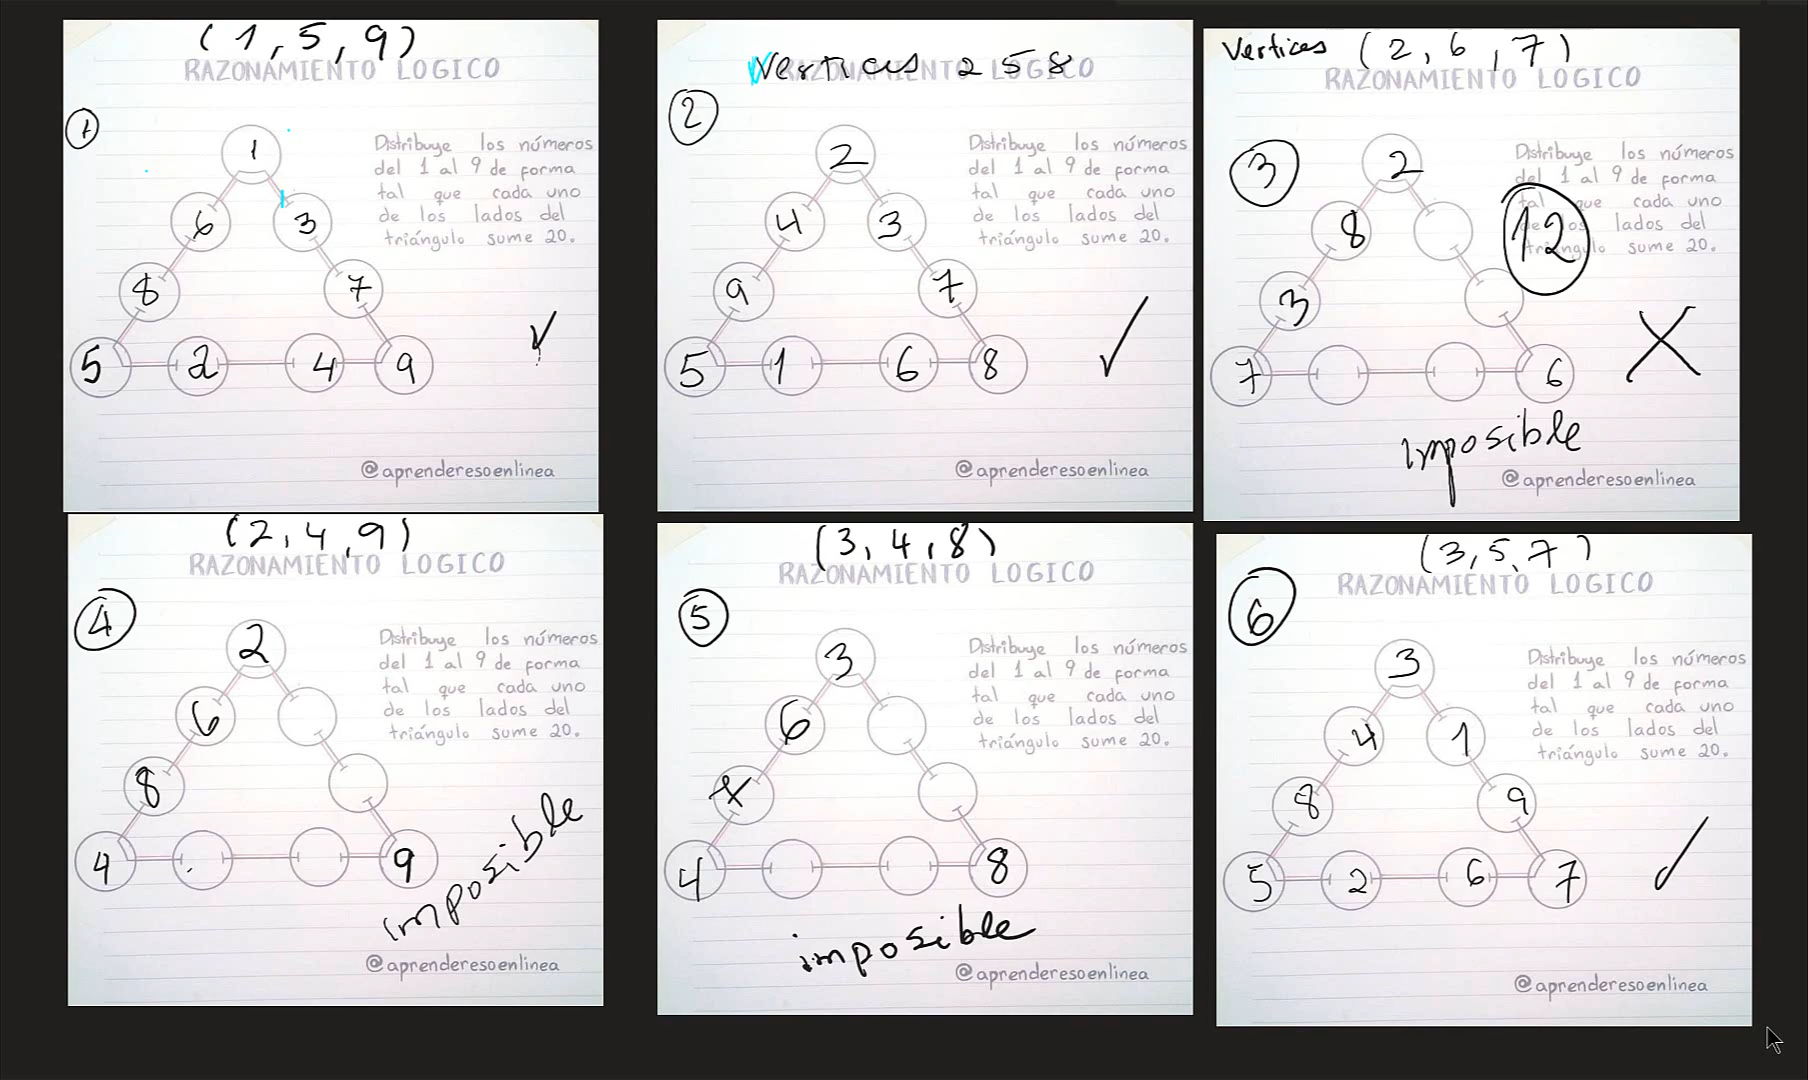 (1, 5, 9)
RAZONAMIENTO LOGICO
1
Distribuye los números
del 1 al 9 de forma
tal que cada uno
de los lados del
triángulo sume 20.
1
6 3
8 7
5 2 4 9
@aprenderesoenlinea
Vertices 2 5 8
RAZONAMIENTO LOGICO
2
Distribuye los números
del 1 al 9 de forma
tal que cada uno
de los lados del
triángulo sume 20.
2
4 3
9 7
5 1 6 8
@aprenderesoenlinea
Vertices (2, 6, 7)
RAZONAMIENTO LOGICO
3
Distribuye los números
del 1 al 9 de forma
tal que cada uno
de los lados del
triángulo sume 20.
12
2
8
3
7 6
imposible
@aprenderesoenlinea
(2, 4, 9)
RAZONAMIENTO LOGICO
4
Distribuye los números
del 1 al 9 de forma
tal que cada uno
de los lados del
triángulo sume 20.
2
6
8
4 9
imposible
@aprenderesoenlinea
(3, 4, 8)
RAZONAMIENTO LOGICO
5
Distribuye los números
del 1 al 9 de forma
tal que cada uno
de los lados del
triángulo sume 20.
3
6
4 8
imposible
@aprenderesoenlinea
(3, 5, 7)
RAZONAMIENTO LOGICO
6
Distribuye los números
del 1 al 9 de forma
tal que cada uno
de los lados del
triángulo sume 20.
3
4 1
8 9
5 2 6 7
@aprenderesoenlinea